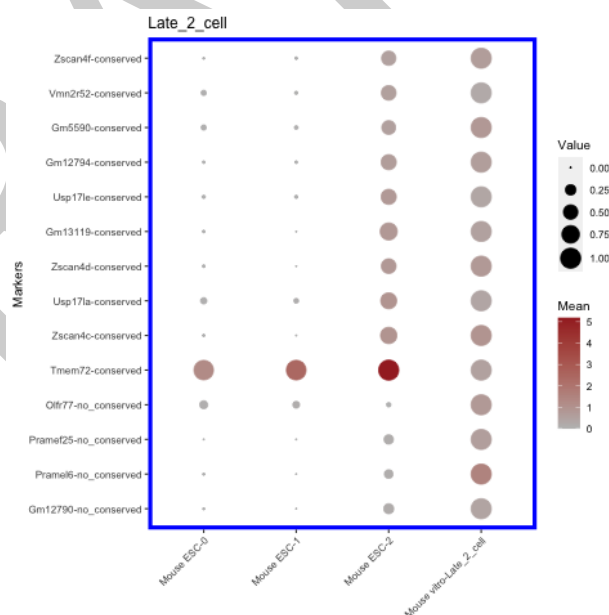 Late_2_cell
Markers
Zscan4f-conserved
Vmn2r52-conserved
Gm5590-conserved
Gm12794-conserved
Usp17le-conserved
Gm13119-conserved
Zscan4d-conserved
Usp17la-conserved
Zscan4c-conserved
Tmem72-conserved
Olfr77-no_conserved
Pramef25-no_conserved
Pramel6-no_conserved
Gm12790-no_conserved
Mouse ESC-0
Mouse ESC-1
Mouse ESC-2
Mouse vitro-Late_2_cell
Value
0.00
0.25
0.50
0.75
1.00
Mean
5
4
3
2
1
0